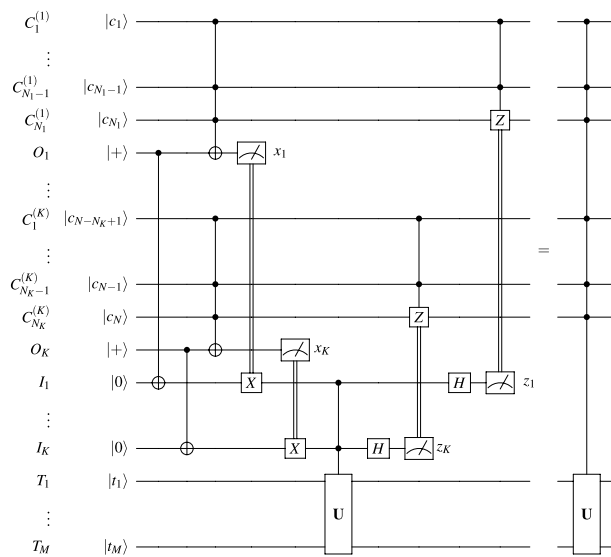 C_1^{(1)} |c_1⟩
⋮
C_{N_1−1}^{(1)} |c_{N_1−1}⟩
C_{N_1}^{(1)} |c_{N_1}⟩ Z
O_1 |+⟩ x_1
⋮
C_1^{(K)} |c_{N−N_K+1}⟩
⋮ =
C_{N_K−1}^{(K)} |c_{N−1}⟩
C_{N_K}^{(K)} |c_N⟩ Z
O_K |+⟩ x_K
I_1 |0⟩ X H z_1
⋮
I_K |0⟩ X H z_K
T_1 |t_1⟩
⋮ U U
T_M |t_M⟩